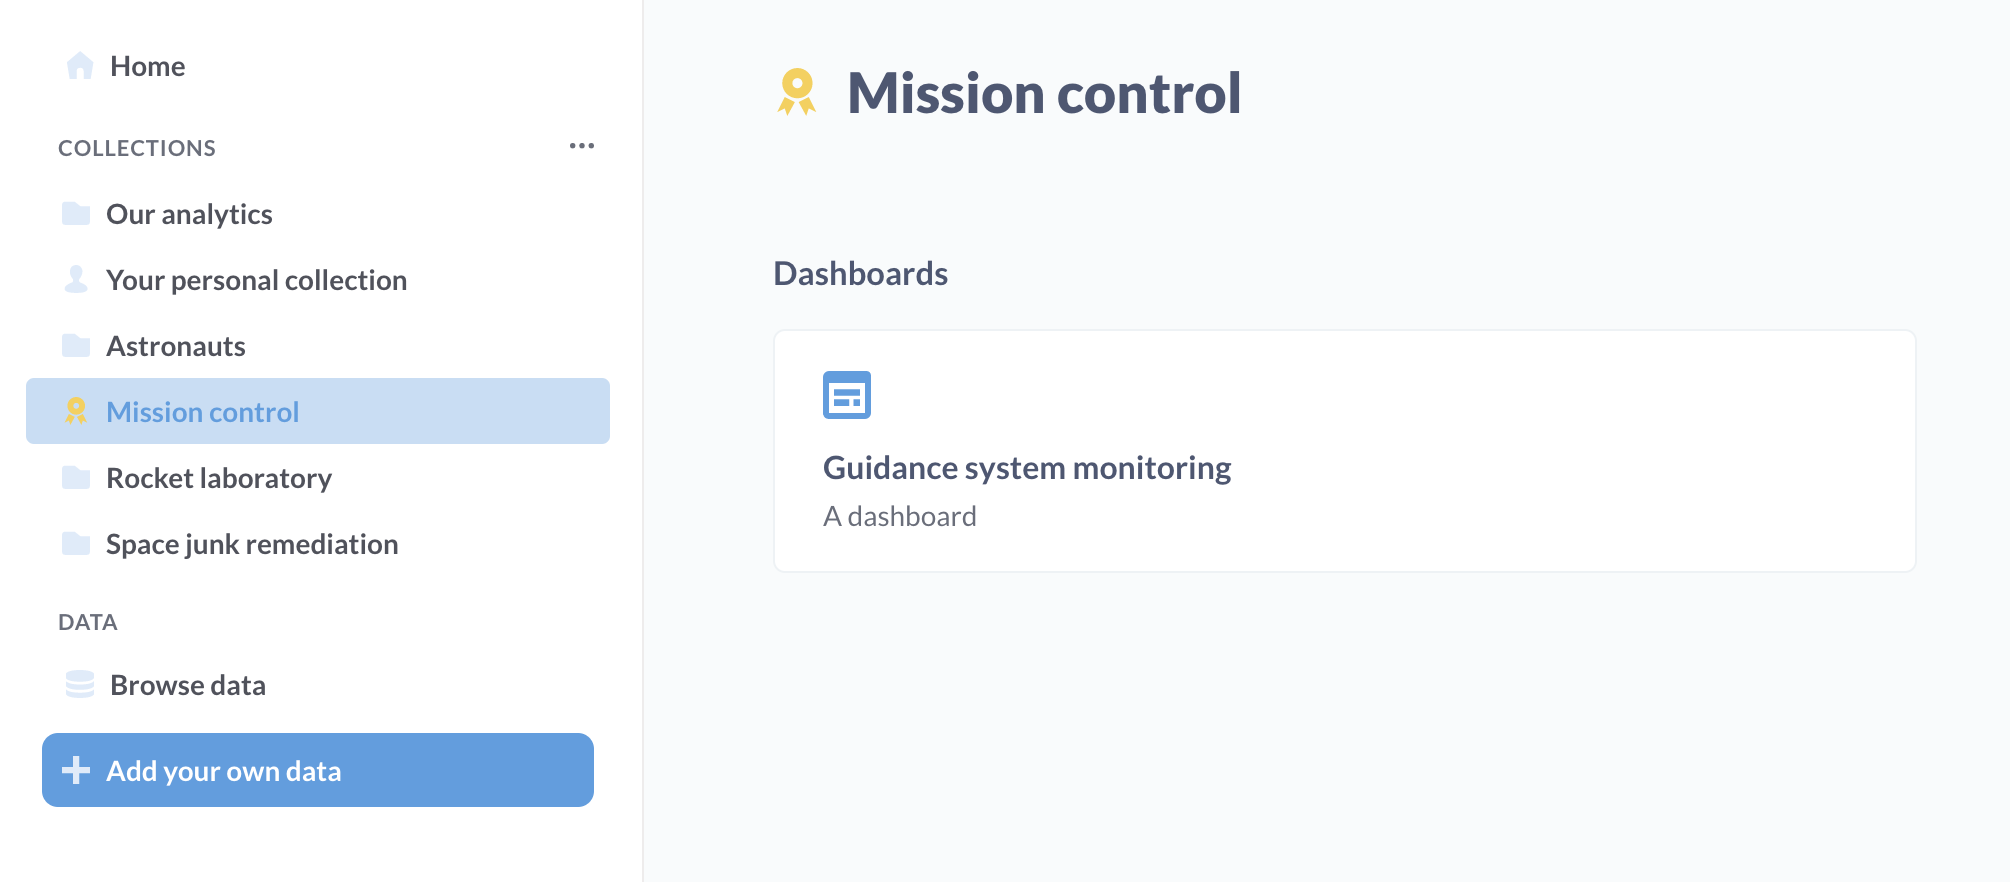 Home
COLLECTIONS
Our analytics
Your personal collection
Astronauts
Mission control
Rocket laboratory
Space junk remediation
DATA
Browse data
Add your own data
Mission control
Dashboards
Guidance system monitoring
A dashboard